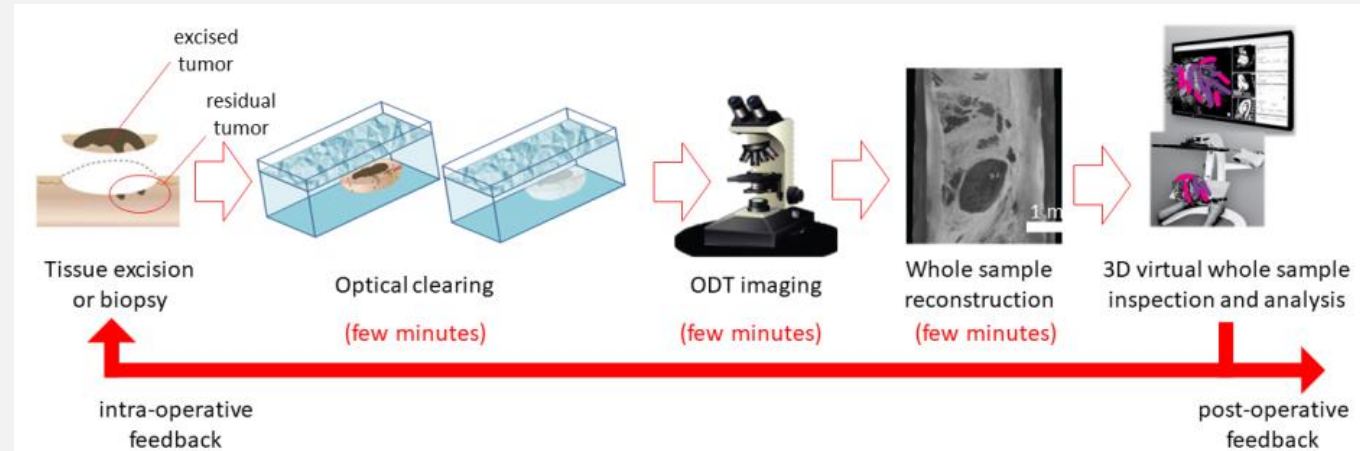 excised
tumor
residual
tumor
1 m
Tissue excision
or biopsy
Optical clearing
(few minutes)
ODT imaging
(few minutes)
Whole sample
reconstruction
(few minutes)
3D virtual whole sample
inspection and analysis
intra-operative
feedback
post-operative
feedback